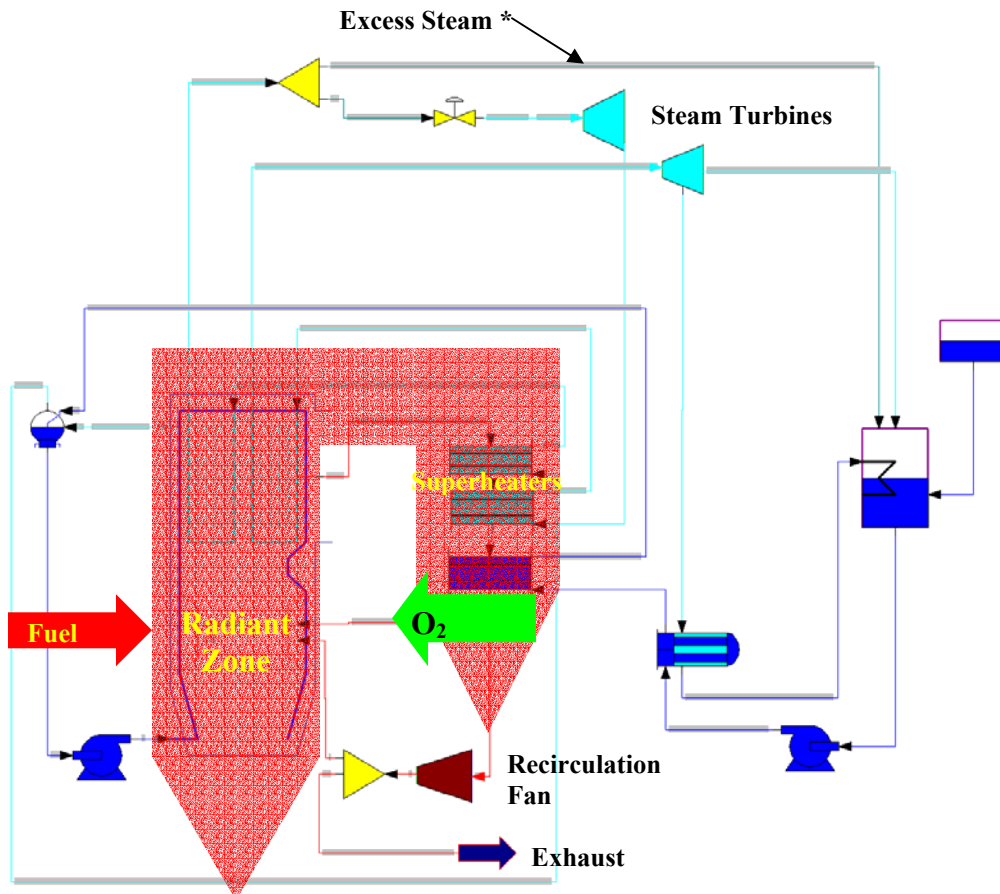 Excess Steam *
Steam Turbines
Superheaters
Fuel
Radiant
Zone
O₂
Recirculation
Fan
Exhaust